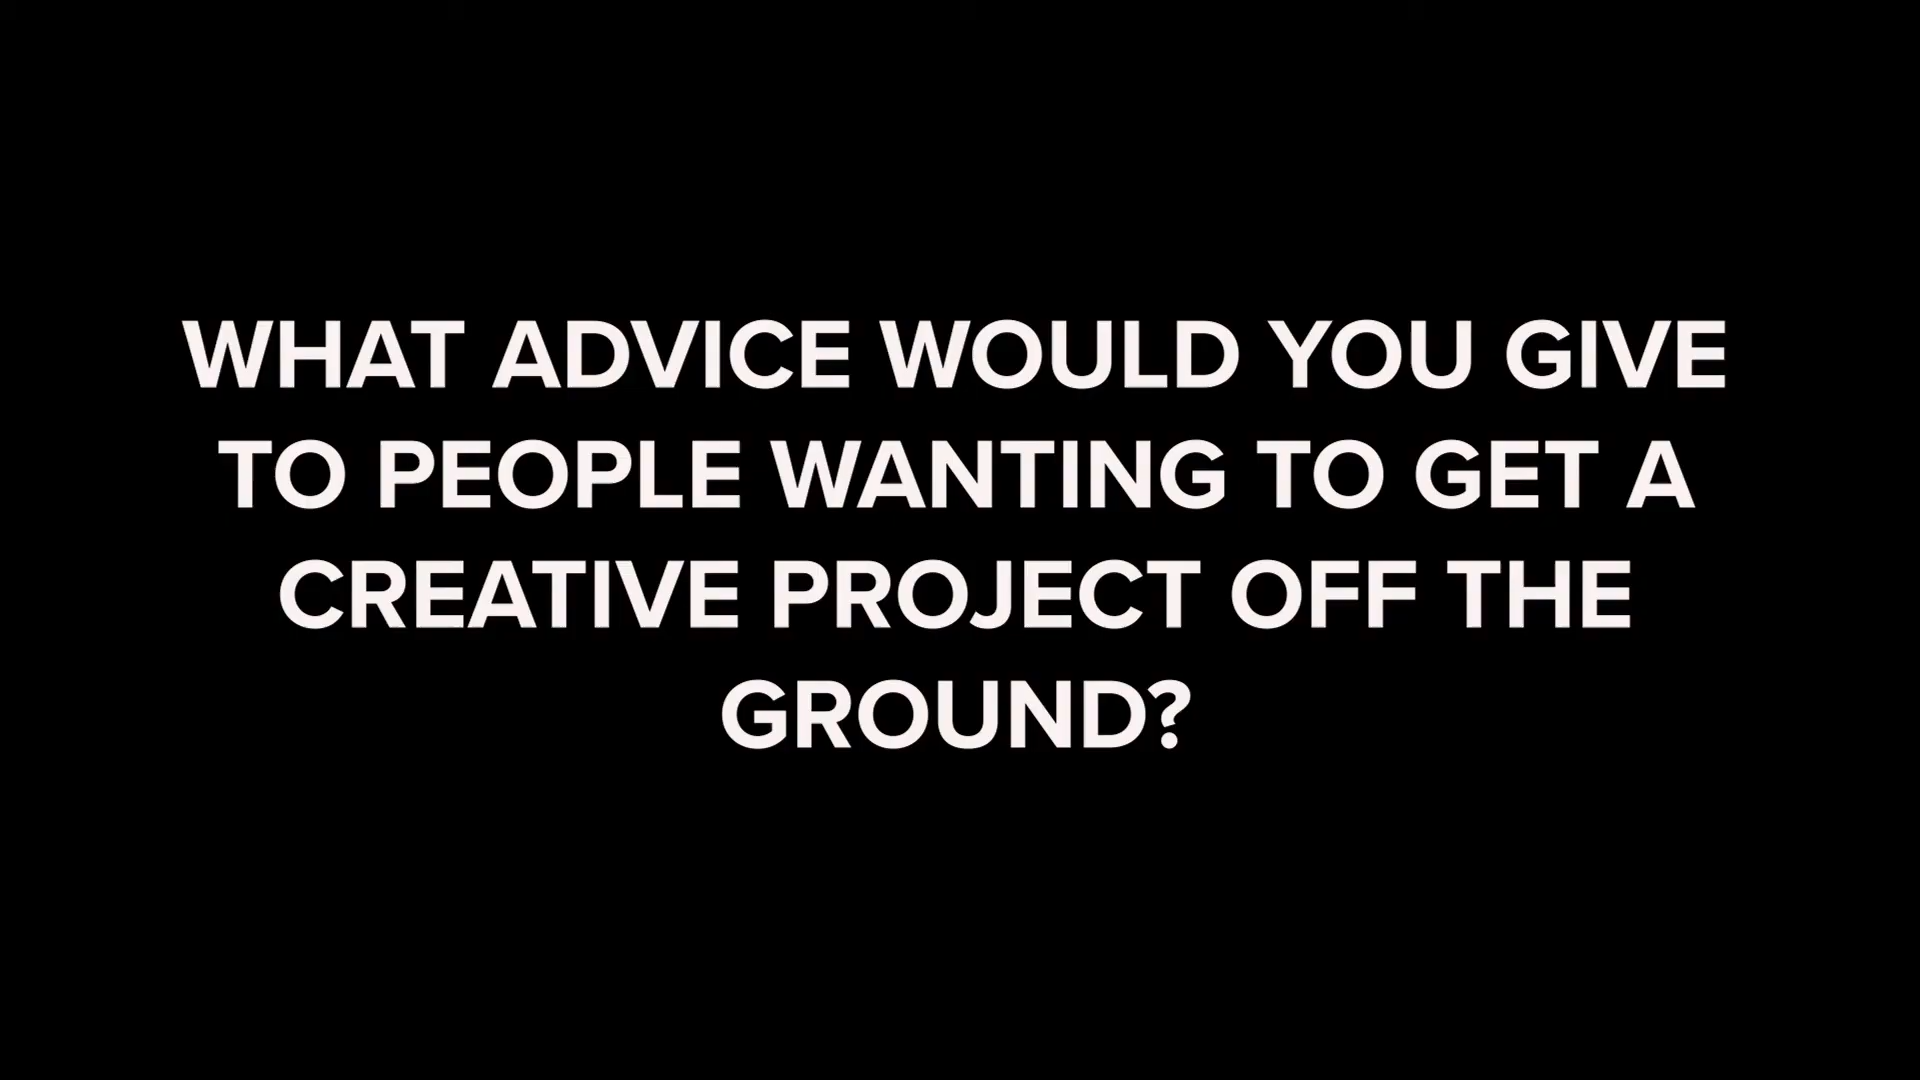 WHAT ADVICE WOULD YOU GIVE
TO PEOPLE WANTING TO GET A
CREATIVE PROJECT OFF THE
GROUND?